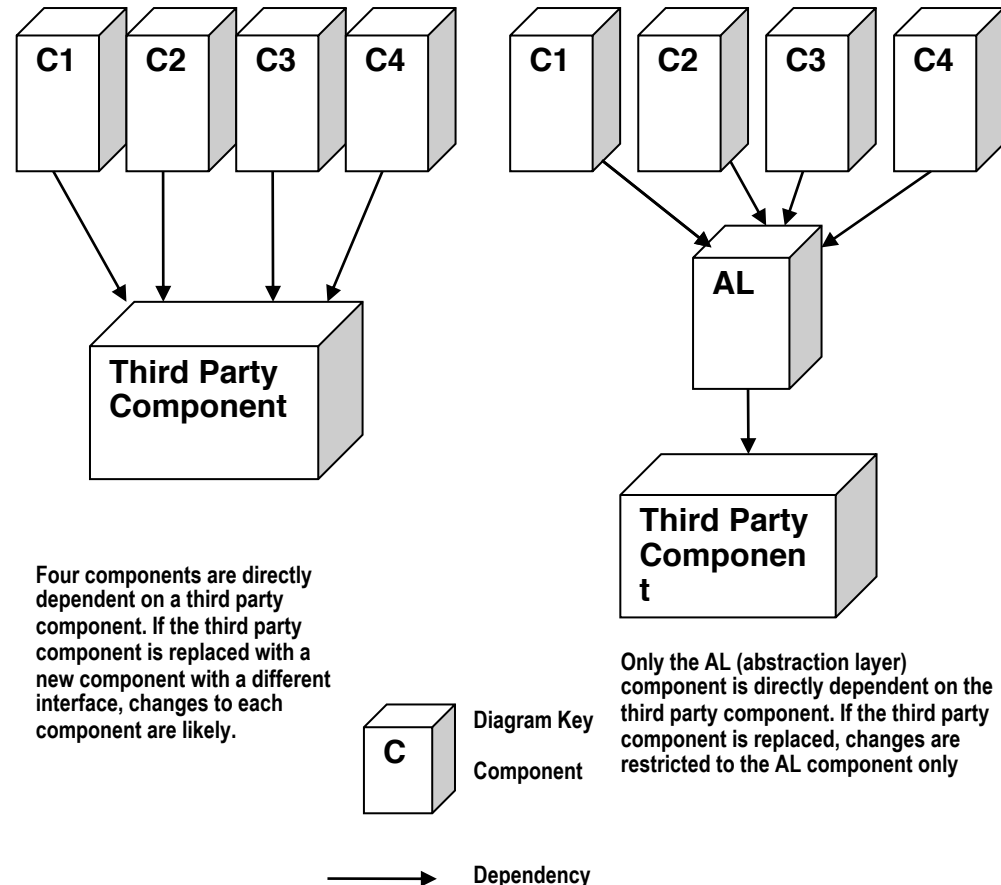 C1
C2
C3
C4
Third Party
Component
Four components are directly
dependent on a third party
component. If the third party
component is replaced with a
new component with a different
interface, changes to each
component are likely.
C1
C2
C3
C4
AL
Third Party
Componen
t
Only the AL (abstraction layer)
component is directly dependent on the
third party component. If the third party
component is replaced, changes are
restricted to the AL component only
Diagram Key
C
Component
Dependency